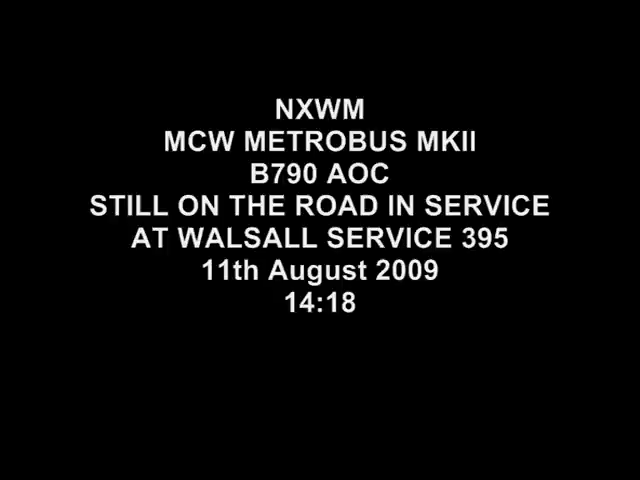 NXWM
MCW METROBUS MKII
B790 AOC
STILL ON THE ROAD IN SERVICE
AT WALSALL SERVICE 395
11th August 2009
14:18